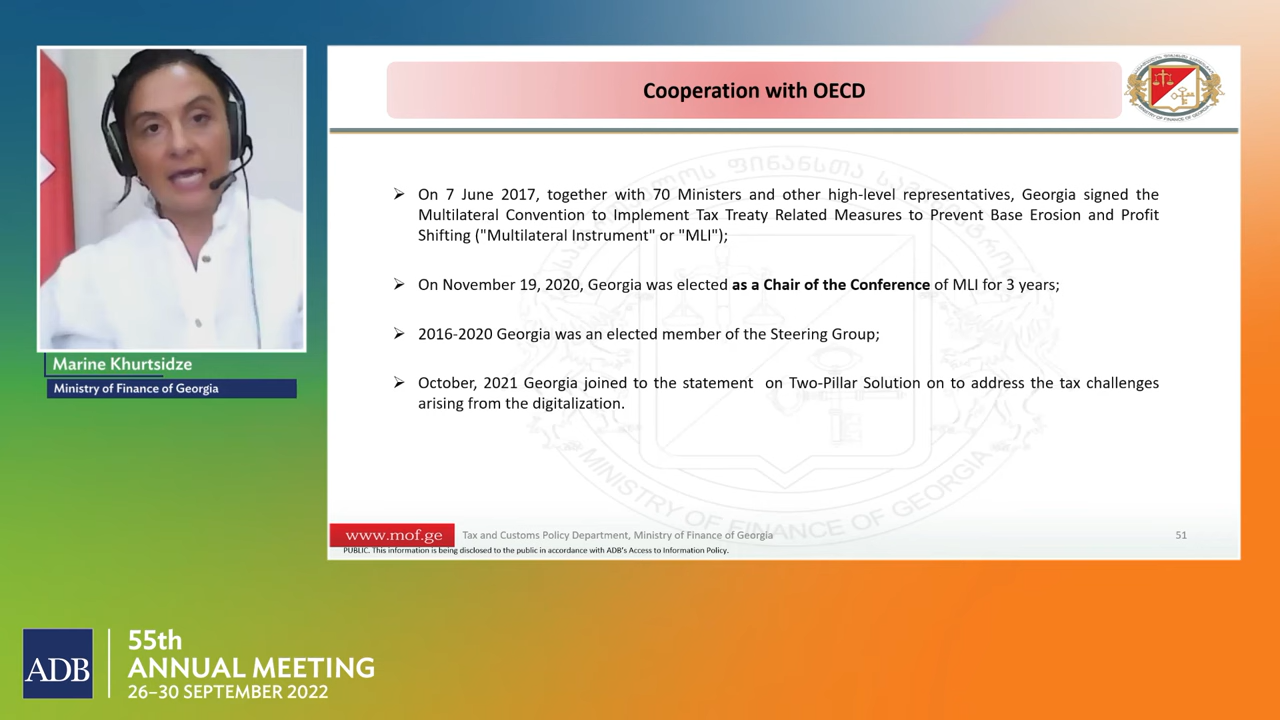 Cooperation with OECD
➢ On 7 June 2017, together with 70 Ministers and other high-level representatives, Georgia signed the
Multilateral Convention to Implement Tax Treaty Related Measures to Prevent Base Erosion and Profit
Shifting ("Multilateral Instrument" or "MLI");
➢ On November 19, 2020, Georgia was elected as a Chair of the Conference of MLI for 3 years;
➢ 2016-2020 Georgia was an elected member of the Steering Group;
➢ October, 2021 Georgia joined to the statement on Two-Pillar Solution on to address the tax challenges
arising from the digitalization.
MINISTRY OF FINANCE OF GEORGIA
www.mof.ge
Tax and Customs Policy Department, Ministry of Finance of Georgia
51
PUBLIC. This information is being disclosed to the public in accordance with ADB's Access to Information Policy.
Marine Khurtsidze
Ministry of Finance of Georgia
ADB
55th
ANNUAL MEETING
26–30 SEPTEMBER 2022